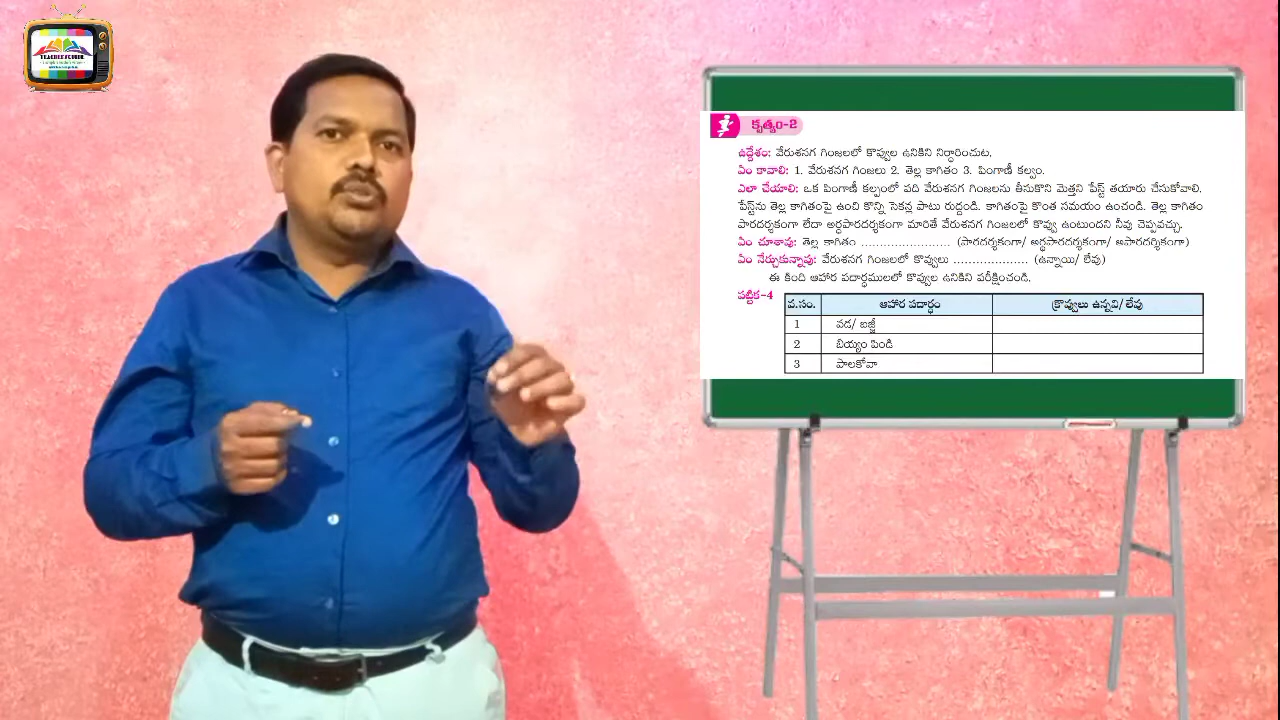 TEACHER GUIDE
కృత్యం-2
ఉద్దేశం: వేరుశనగ గింజలలో కొవ్వుల ఉనికిని నిర్ధారించుట.
ఏం కావాలి: 1. వేరుశనగ గింజలు 2. తెల్ల కాగితం 3. పింగాణీ కల్వం.
ఎలా చేయాలి: ఒక పింగాణీ కల్వంలో పది వేరుశనగ గింజలను తీసుకొని మెత్తని పేస్ట్ తయారు చేసుకోవాలి.
పేస్ట్‌ను తెల్ల కాగితంపై ఉంచి కొన్ని సెకన్ల పాటు రుద్దండి. కాగితంపై కొంత సమయం ఉంచండి. తెల్ల కాగితం
పారదర్శకంగా లేదా అర్ధపారదర్శకంగా మారితే వేరుశనగ గింజలలో కొవ్వు ఉంటుందని నీవు చెప్పవచ్చు.
ఏం చూశావు: తెల్ల కాగితం ........................ (పారదర్శకంగా/ అర్ధపారదర్శకంగా/ అపారదర్శకంగా)
ఏం నేర్చుకున్నావు: వేరుశనగ గింజలలో కొవ్వులు .................... (ఉన్నాయి/ లేవు)
ఈ కింది ఆహార పదార్థములలో కొవ్వుల ఉనికిని పరీక్షించండి.
పట్టిక-4
వ.సం. ఆహార పదార్థం క్రొవ్వులు ఉన్నవి/ లేవు
1 వడ/ బజ్జీ
2 బియ్యం పిండి
3 పాలకోవా